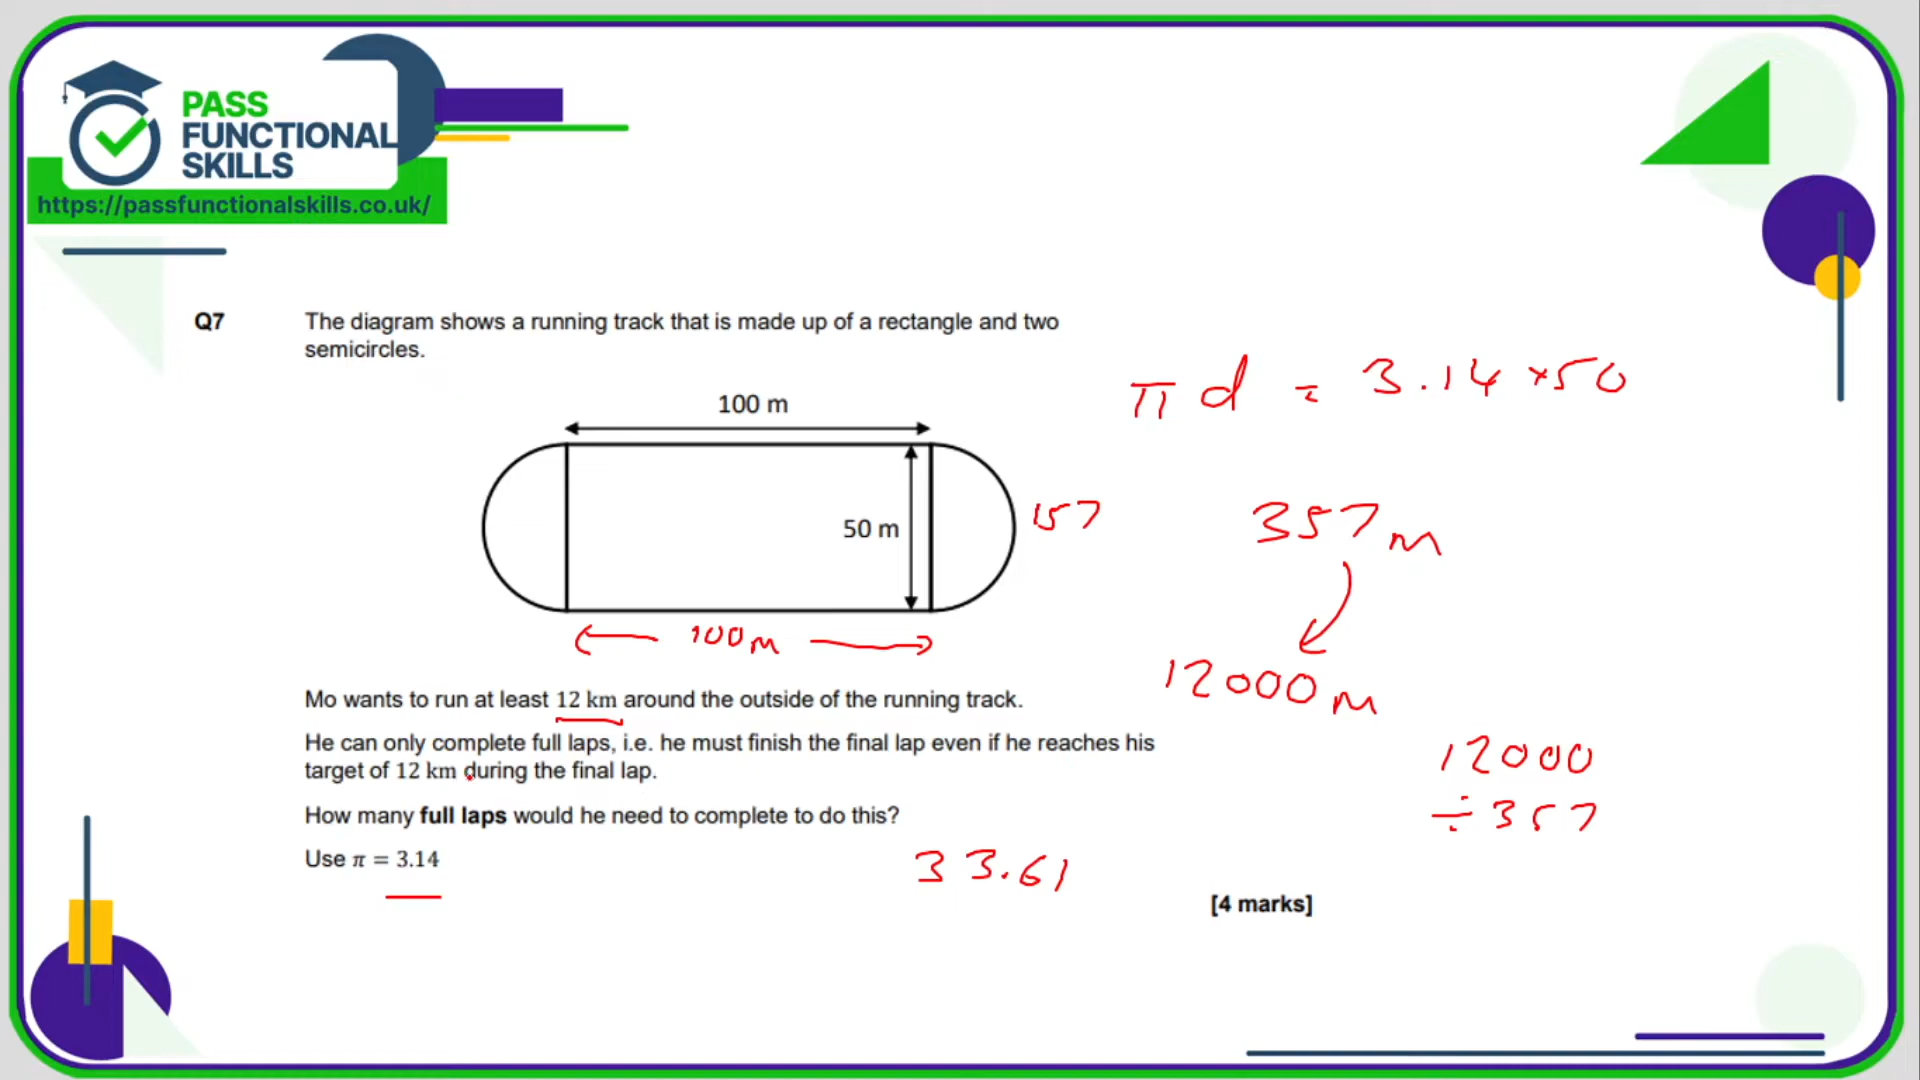 PASS
FUNCTIONAL
SKILLS
https://passfunctionalskills.co.uk/
Q7 The diagram shows a running track that is made up of a rectangle and two
semicircles.
π d = 3.14 × 50
100 m
50 m
157
357 m
100 m
12000 m
Mo wants to run at least 12 km around the outside of the running track.
He can only complete full laps, i.e. he must finish the final lap even if he reaches his
target of 12 km during the final lap.
12000
÷ 357
How many full laps would he need to complete to do this?
Use π = 3.14
33.61
[4 marks]